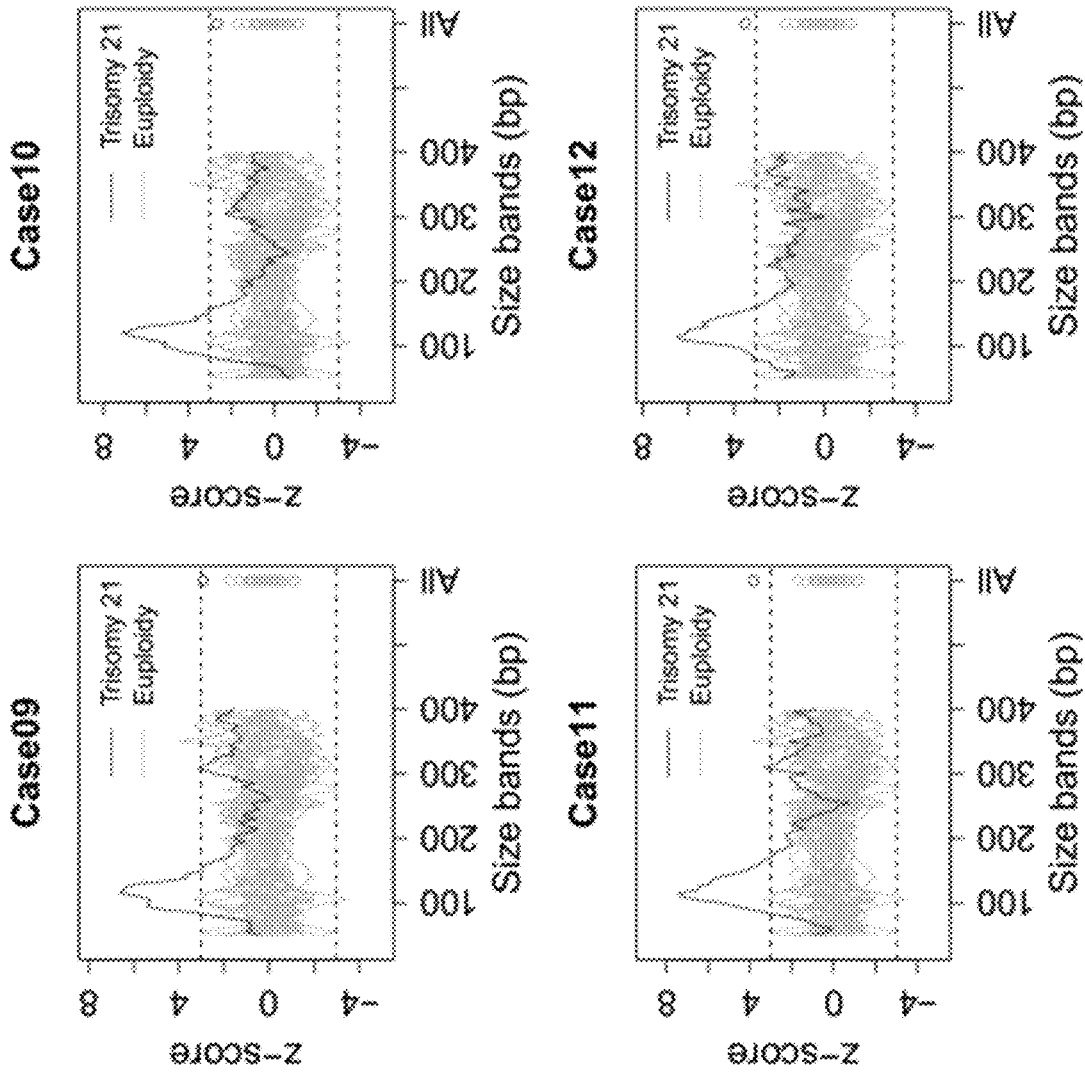 Case09
Trisomy 21
Euploidy
z-score
8
4
0
-4
100 200 300 400 All
Size bands (bp)
Case10
Trisomy 21
Euploidy
z-score
8
4
0
-4
100 200 300 400 All
Size bands (bp)
Case11
Trisomy 21
Euploidy
z-score
8
4
0
-4
100 200 300 400 All
Size bands (bp)
Case12
Trisomy 21
Euploidy
z-score
8
4
0
-4
100 200 300 400 All
Size bands (bp)